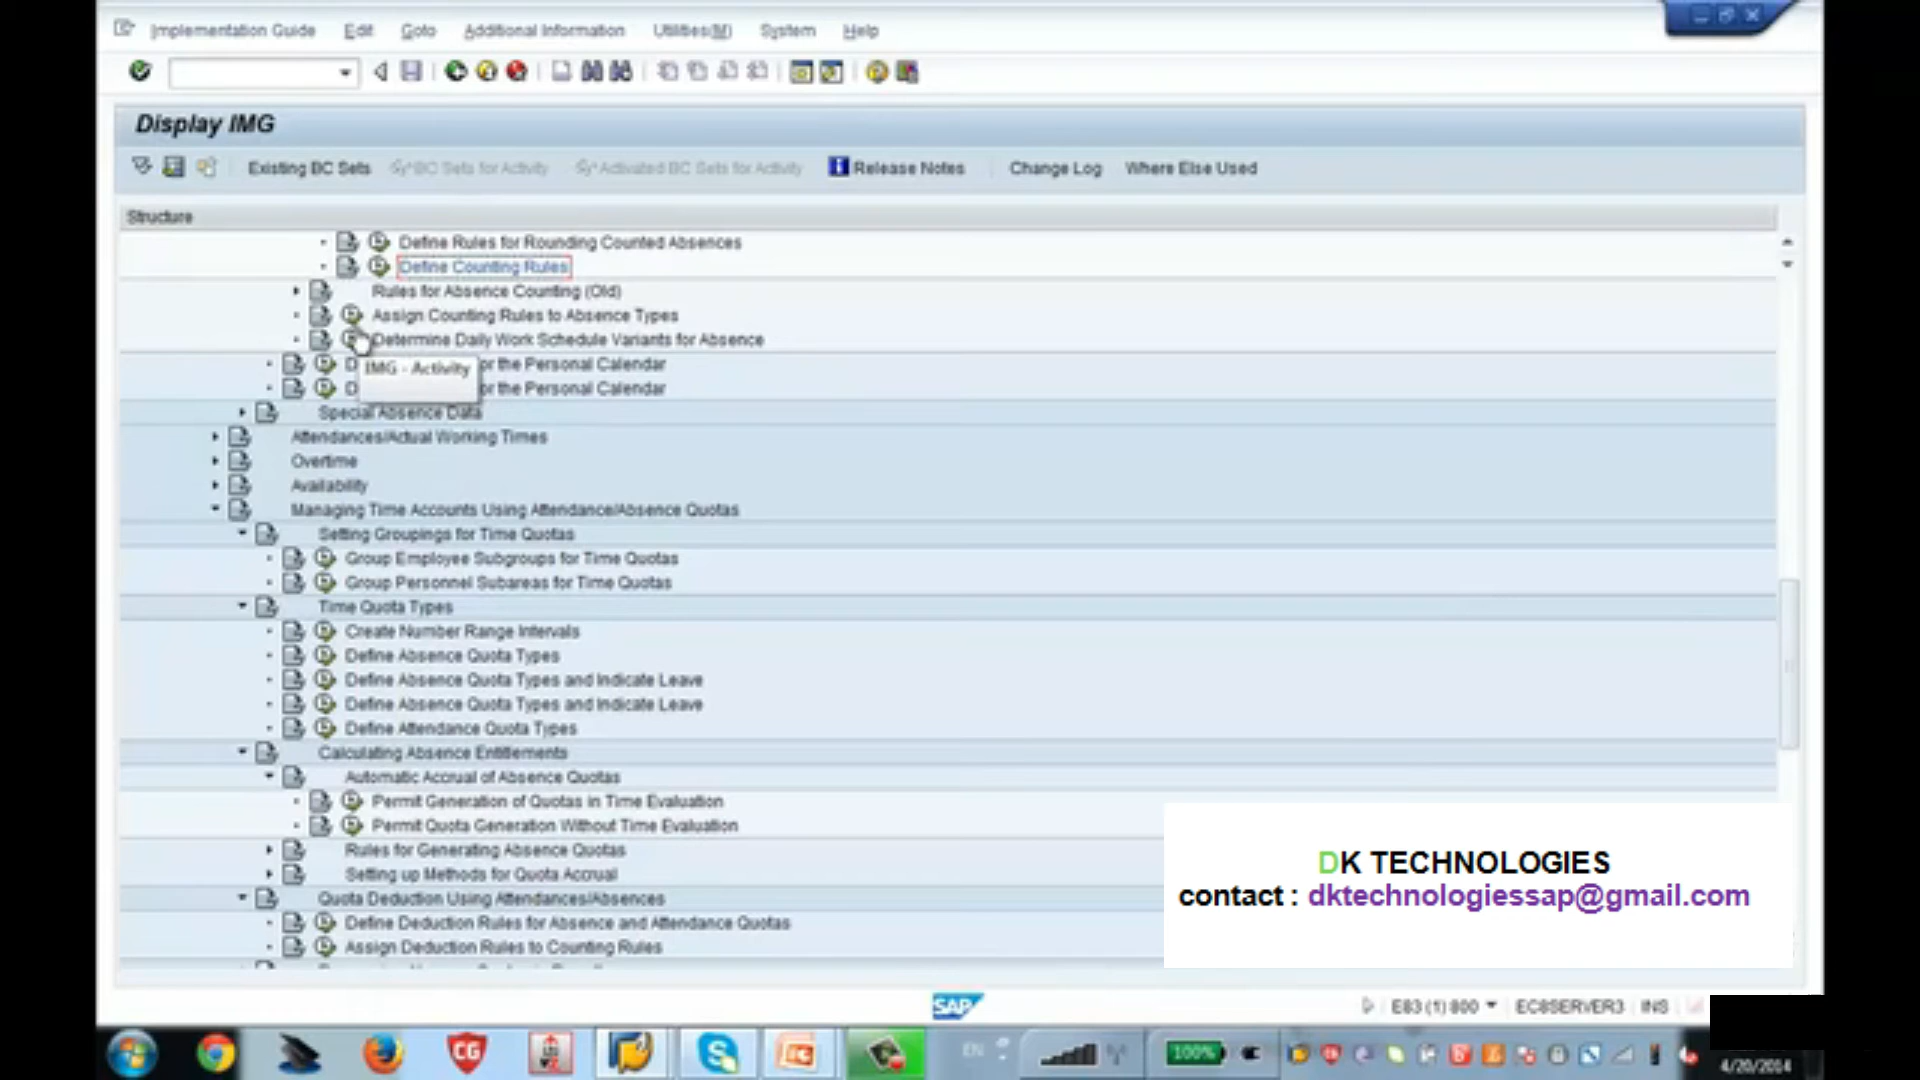 Implementation Guide Edit Goto Additional Information Utilities(M) System Help
Display IMG
Existing BC Sets BC Sets for Activity Activated BC Sets for Activity Release Notes Change Log Where Else Used
Structure
Define Rules for Rounding Counted Absences
Define Counting Rules
Rules for Absence Counting (Old)
Assign Counting Rules to Absence Types
Determine Daily Work Schedule Variants for Absence
D or the Personal Calendar
IMG - Activity
D or the Personal Calendar
Special Absence Data
Attendances/Actual Working Times
Overtime
Availability
Managing Time Accounts Using Attendance/Absence Quotas
Setting Groupings for Time Quotas
Group Employee Subgroups for Time Quotas
Group Personnel Subareas for Time Quotas
Time Quota Types
Create Number Range Intervals
Define Absence Quota Types
Define Absence Quota Types and Indicate Leave
Define Absence Quota Types and Indicate Leave
Define Attendance Quota Types
Calculating Absence Entitlements
Automatic Accrual of Absence Quotas
Permit Generation of Quotas in Time Evaluation
Permit Quota Generation Without Time Evaluation
Rules for Generating Absence Quotas
Setting up Methods for Quota Accrual
Quota Deduction Using Attendances/Absences
Define Deduction Rules for Absence and Attendance Quotas
Assign Deduction Rules to Counting Rules
DK TECHNOLOGIES
contact : dktechnologiessap@gmail.com
SAP E83 (1) 800 EC8SERVER3 INS
CG EN 100%
4/20/2014